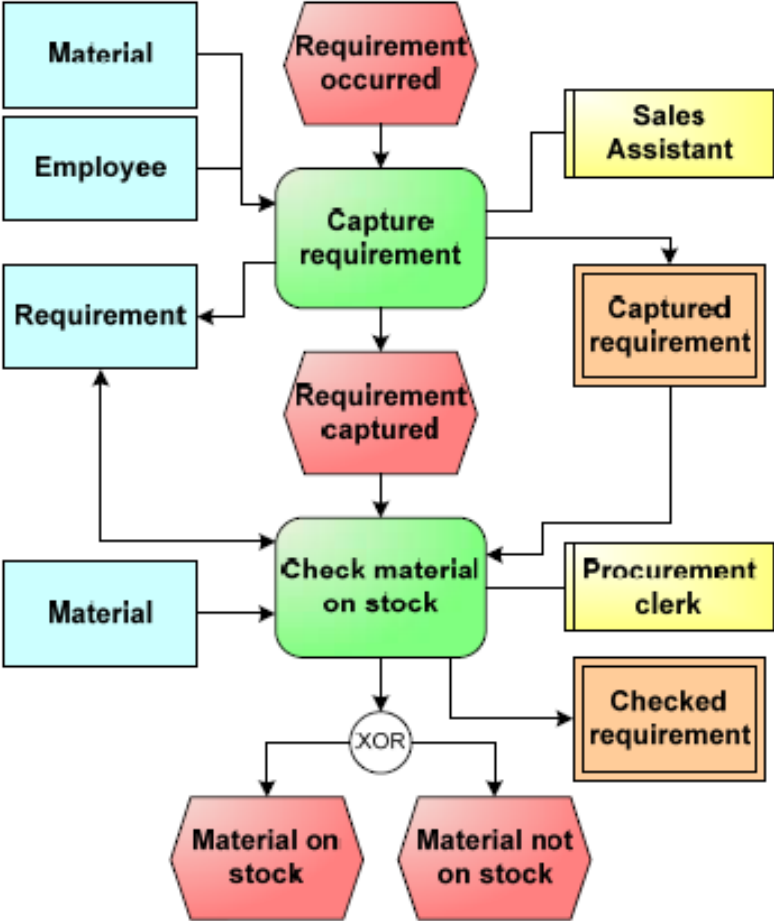 Material
Requirement
occurred
Sales
Assistant
Employee
Capture
requirement
Requirement
Captured
requirement
Requirement
captured
Check material
on stock
Procurement
clerk
Material
Checked
requirement
XOR
Material on
stock
Material not
on stock